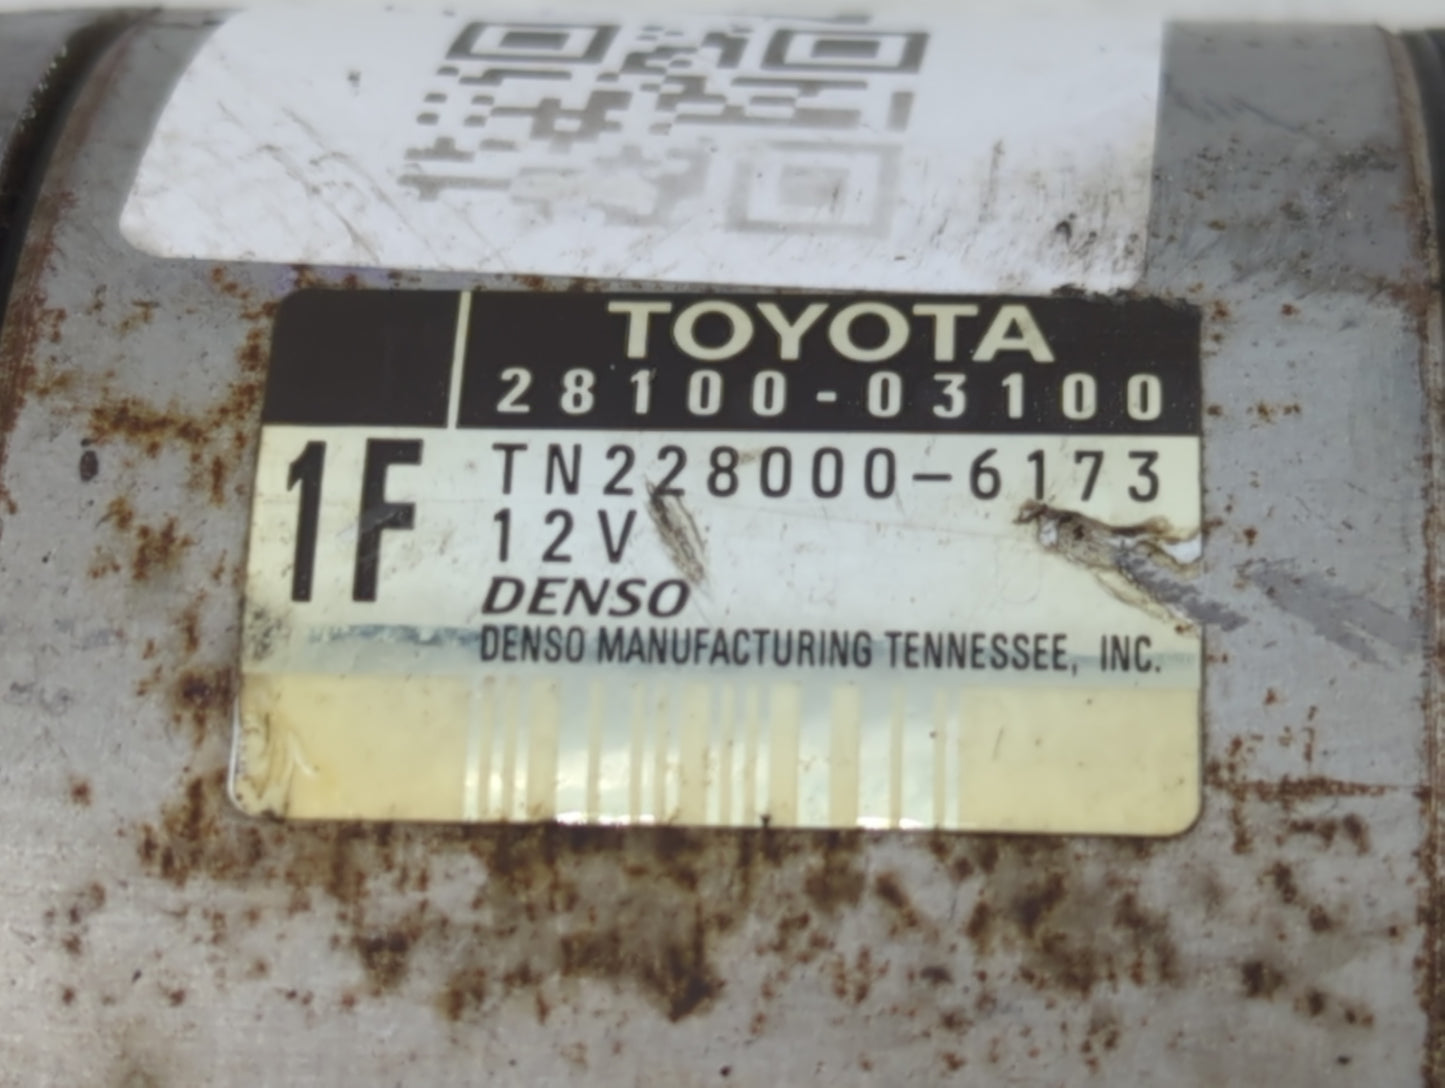 TOYOTA
28100-03100
1F
TN228000-6173
12V
DENSO
DENSO MANUFACTURING TENNESSEE, INC.